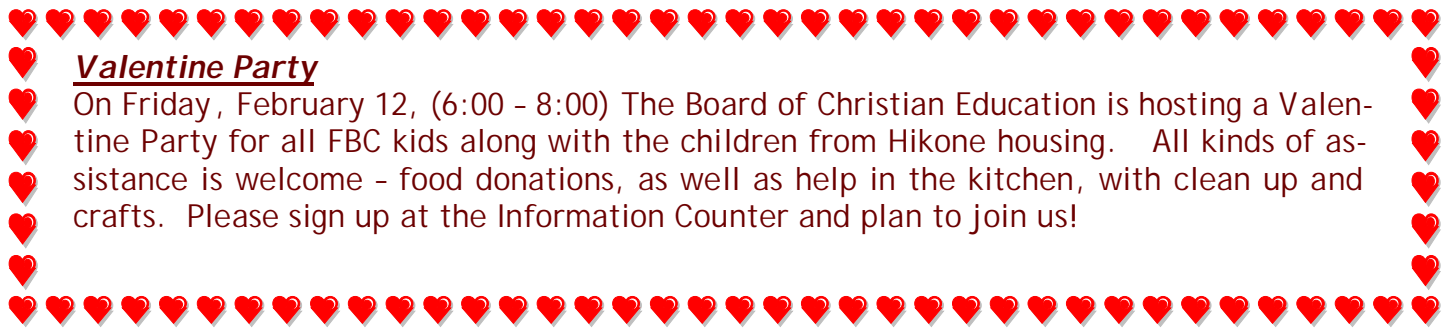 Valentine Party
On Friday, February 12, (6:00 – 8:00) The Board of Christian Education is hosting a Valen-
tine Party for all FBC kids along with the children from Hikone housing. All kinds of as-
sistance is welcome – food donations, as well as help in the kitchen, with clean up and
crafts. Please sign up at the Information Counter and plan to join us!